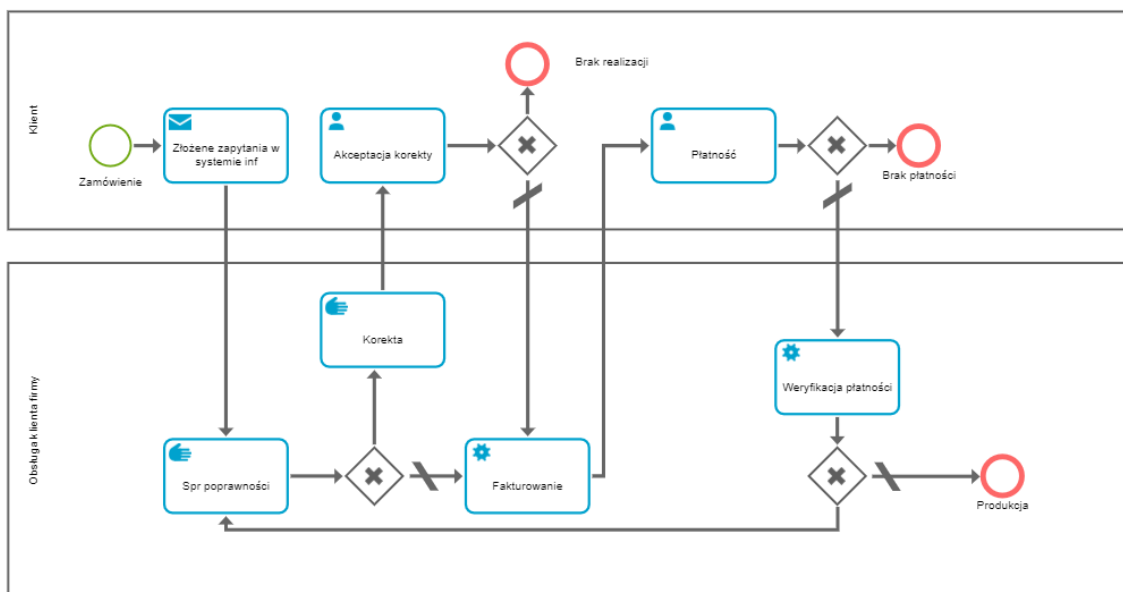 Klient
Brak realizacji
Złożene zapytania w
systemie inf
Akceptacja korekty
Płatność
Zamówienie
Brak płatności
Obsługa klienta firmy
Korekta
Weryfikacja płatności
Spr poprawności
Fakturowanie
Produkcja